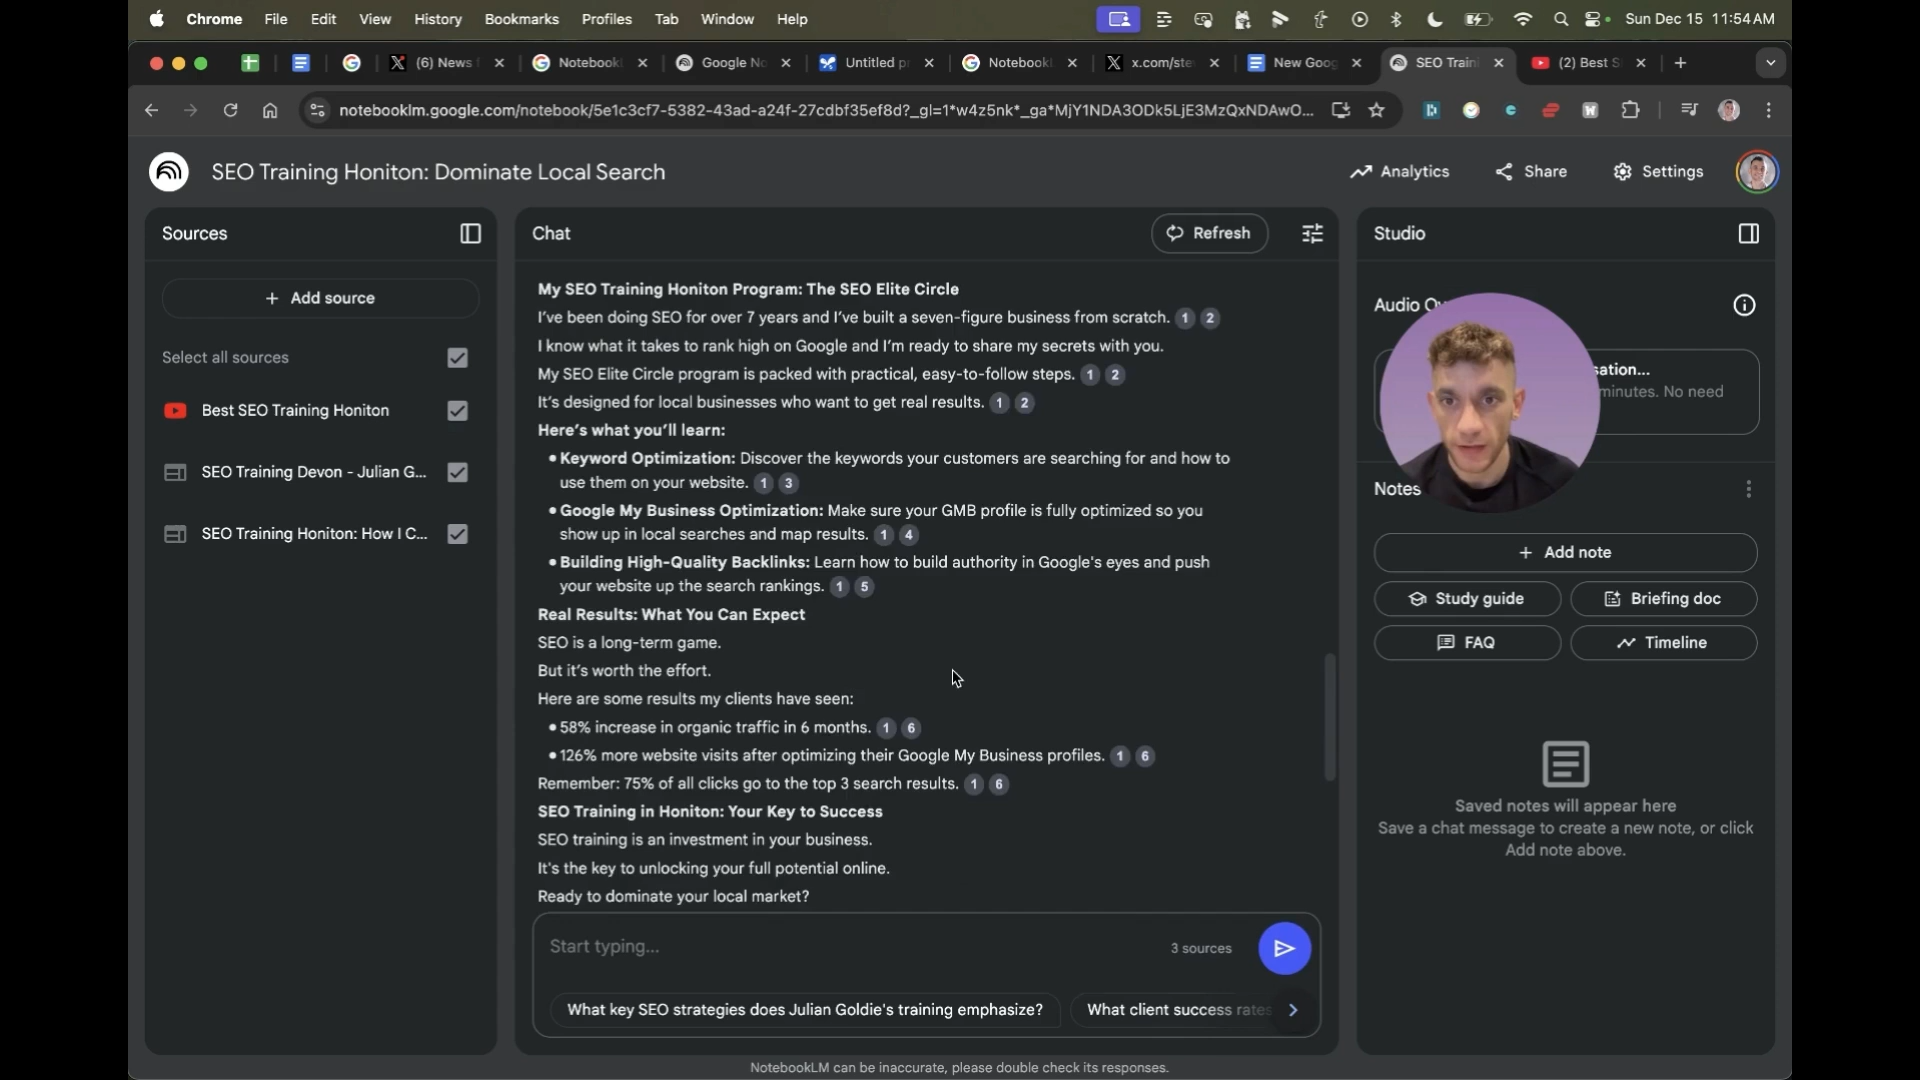 Chrome File Edit View History Bookmarks Profiles Tab Window Help Sun Dec 15 11:54 AM
(6) News Notebook Google No Untitled p Notebook x.com/ste New Goog SEO Train (2) Best S
notebooklm.google.com/notebook/5e1c3cf7-5382-43ad-a24f-27cdbf35ef8d?_gl=1*w4z5nk*_ga*MjY1NDA3ODk5LjE3MzQxNDAwO...
SEO Training Honiton: Dominate Local Search
Analytics Share Settings
Sources
Add source
Select all sources
Best SEO Training Honiton
SEO Training Devon - Julian G...
SEO Training Honiton: How I C...
Chat
Refresh
My SEO Training Honiton Program: The SEO Elite Circle
I've been doing SEO for over 7 years and I've built a seven-figure business from scratch. 1 2
I know what it takes to rank high on Google and I'm ready to share my secrets with you.
My SEO Elite Circle program is packed with practical, easy-to-follow steps. 1 2
It's designed for local businesses who want to get real results. 1 2
Here's what you'll learn:
• Keyword Optimization: Discover the keywords your customers are searching for and how to
use them on your website. 1 3
• Google My Business Optimization: Make sure your GMB profile is fully optimized so you
show up in local searches and map results. 1 4
• Building High-Quality Backlinks: Learn how to build authority in Google's eyes and push
your website up the search rankings. 1 5
Real Results: What You Can Expect
SEO is a long-term game.
But it's worth the effort.
Here are some results my clients have seen:
• 58% increase in organic traffic in 6 months. 1 6
• 126% more website visits after optimizing their Google My Business profiles. 1 6
Remember: 75% of all clicks go to the top 3 search results. 1 6
SEO Training in Honiton: Your Key to Success
SEO training is an investment in your business.
It's the key to unlocking your full potential online.
Ready to dominate your local market?
Start typing...
3 sources
What key SEO strategies does Julian Goldie's training emphasize?
What client success rates
Studio
Audio
sation...
minutes. No need
Notes
Add note
Study guide
Briefing doc
FAQ
Timeline
Saved notes will appear here
Save a chat message to create a new note, or click
Add note above.
NotebookLM can be inaccurate, please double check its responses.